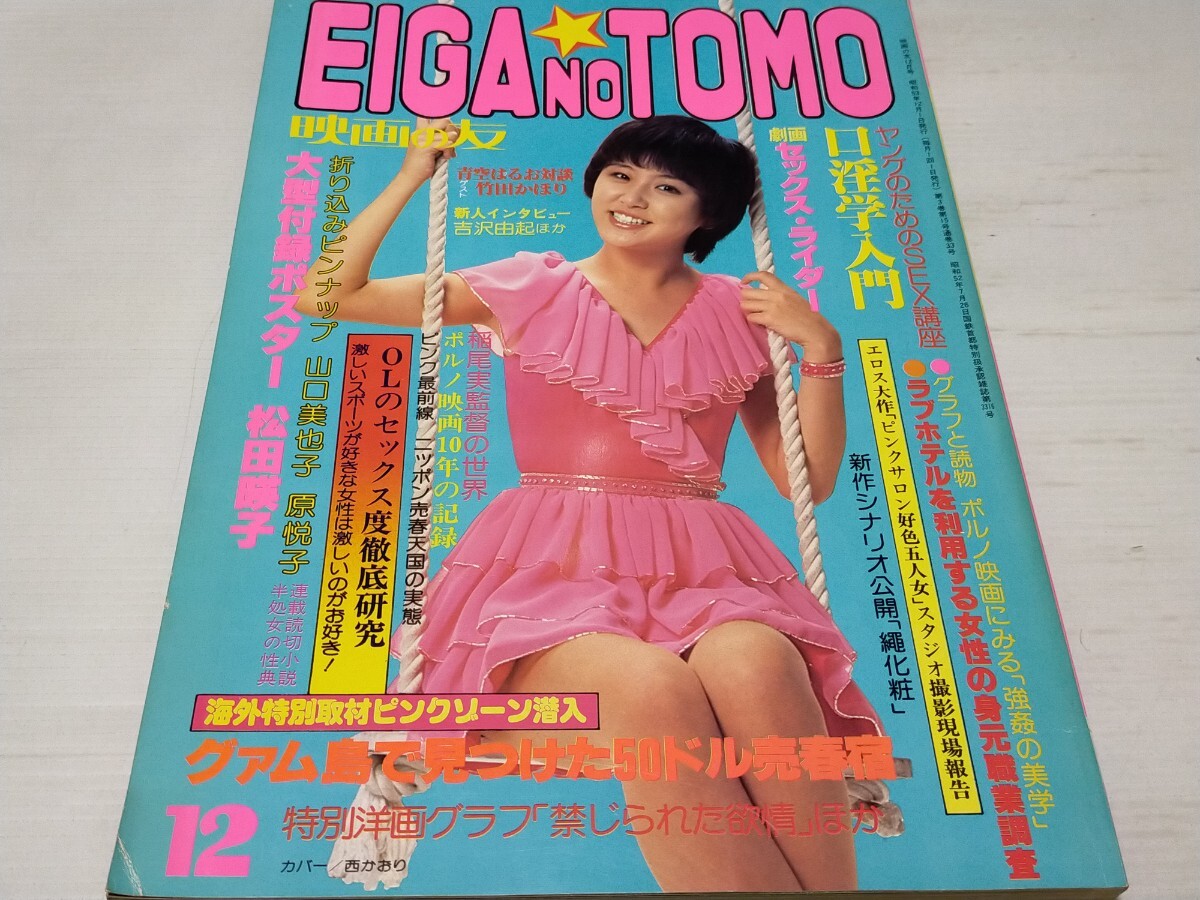 EIGA NO TOMO
映画の友
青空はるお対談
ゲスト
竹田かほり
新人インタビュー
吉沢由起ほか
劇画
セックス・ライダー
ヤングのためのSEX講座
口淫学入門
折り込みピンナップ 山口美也子 原悦子
大型付録ポスター 松田暎子
稲尾実監督の世界
ポルノ映画10年の記録
ピンク最前線 ニッポン売春天国の実態
OLのセックス度徹底研究
激しいスポーツが好きな女性は激しいのがお好き!
連載読切小説
半処女の性典
グラフと読物 ポルノ映画にみる「強姦の美学」
ラブホテルを利用する女性の身元職業調査
エロス大作「ピンクサロン好色五人女」スタジオ撮影現場報告
新作シナリオ公開「縄化粧」
海外特別取材ピンクゾーン潜入
グァム島で見つけた50ドル売春宿
特別洋画グラフ「禁じられた欲情」ほか
12
カバー/西かおり